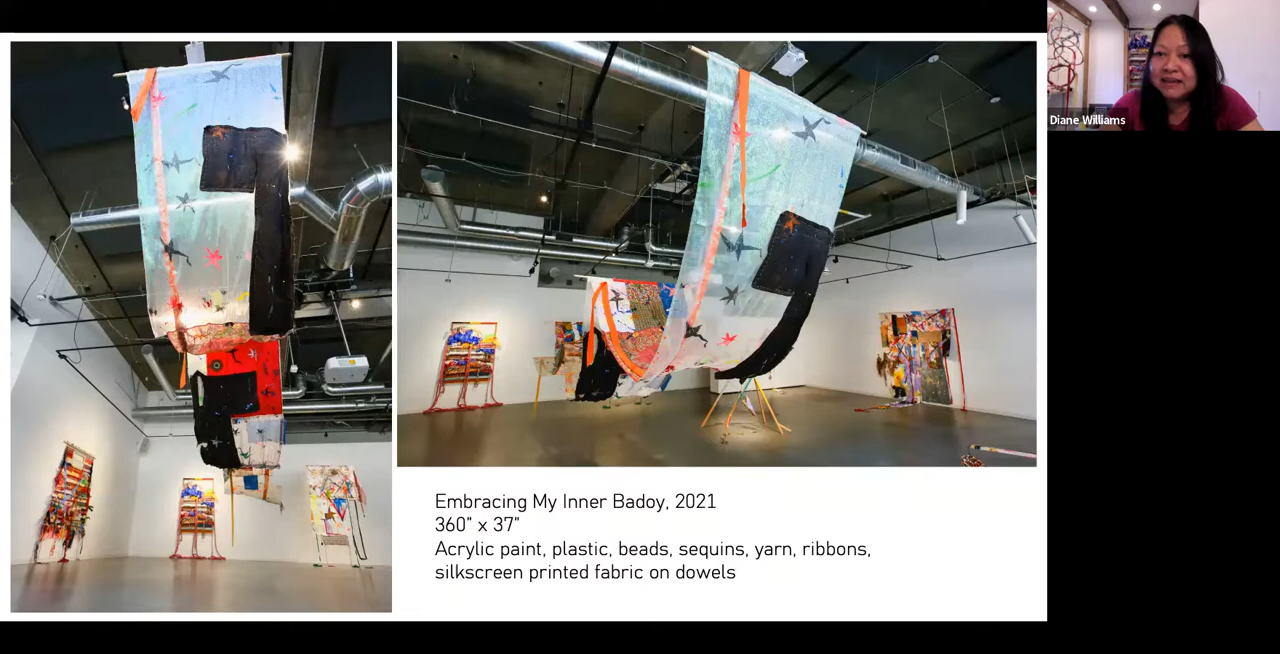 Diane Williams
Embracing My Inner Badoy, 2021
360" x 37"
Acrylic paint, plastic, beads, sequins, yarn, ribbons,
silkscreen printed fabric on dowels